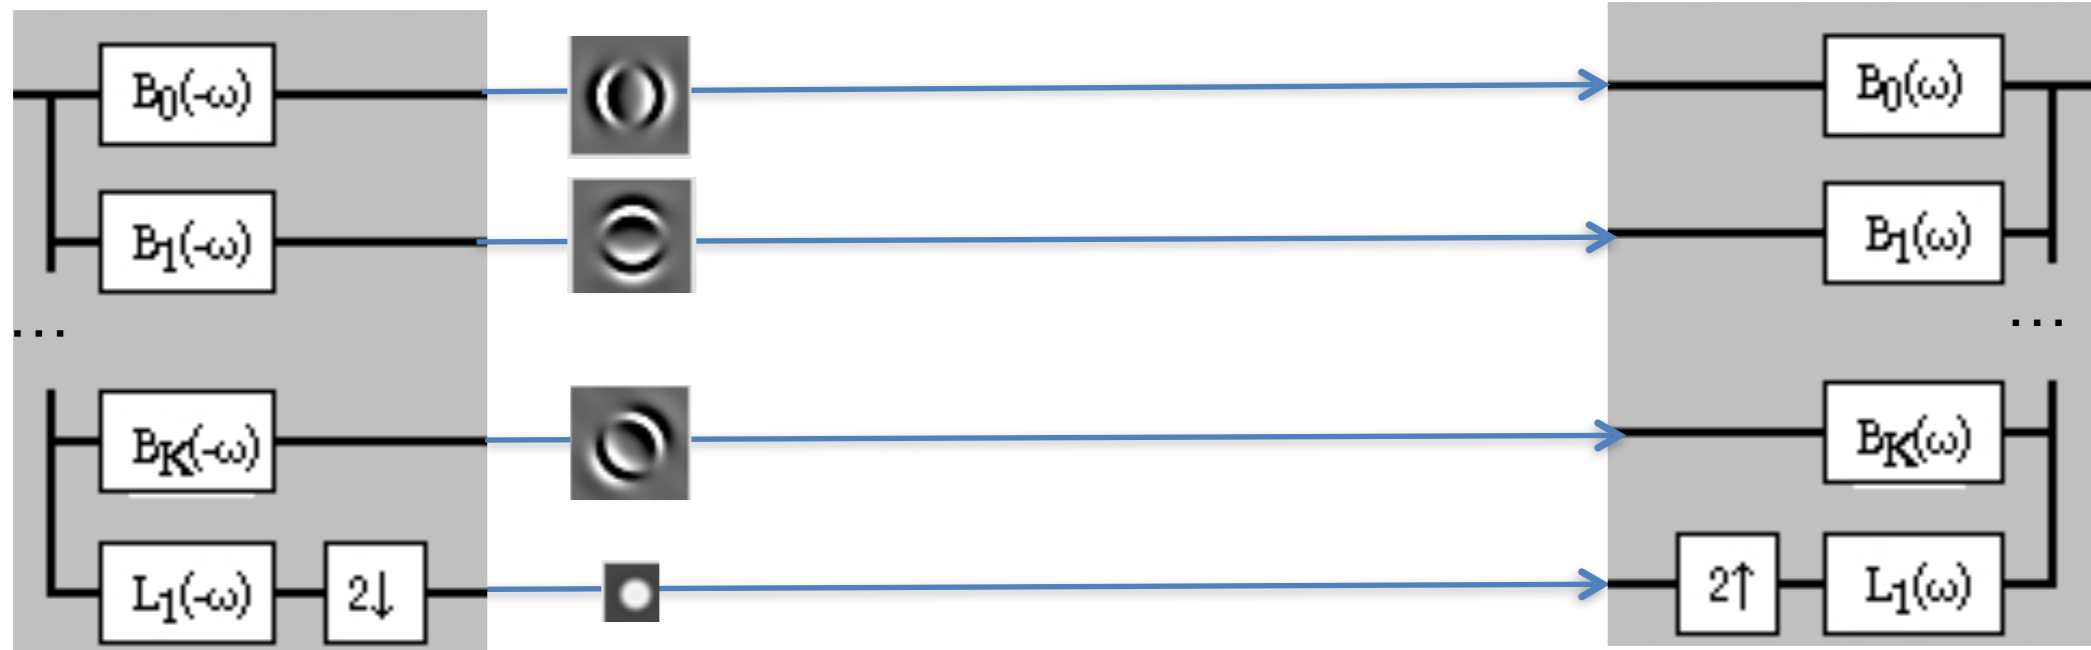 B0(-ω) B0(ω)
B1(-ω) B1(ω)
... ...
BK(-ω) BK(ω)
L1(-ω) 2↓ 2↑ L1(ω)